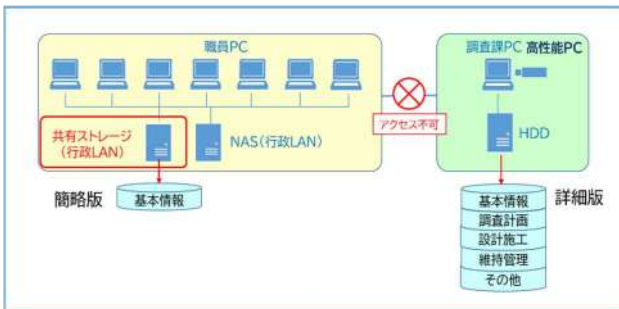 職員PC
調査課PC 高性能PC
アクセス不可
共有ストレージ
(行政LAN)
NAS(行政LAN)
HDD
簡略版
基本情報
基本情報
詳細版
調査計画
設計施工
維持管理
その他